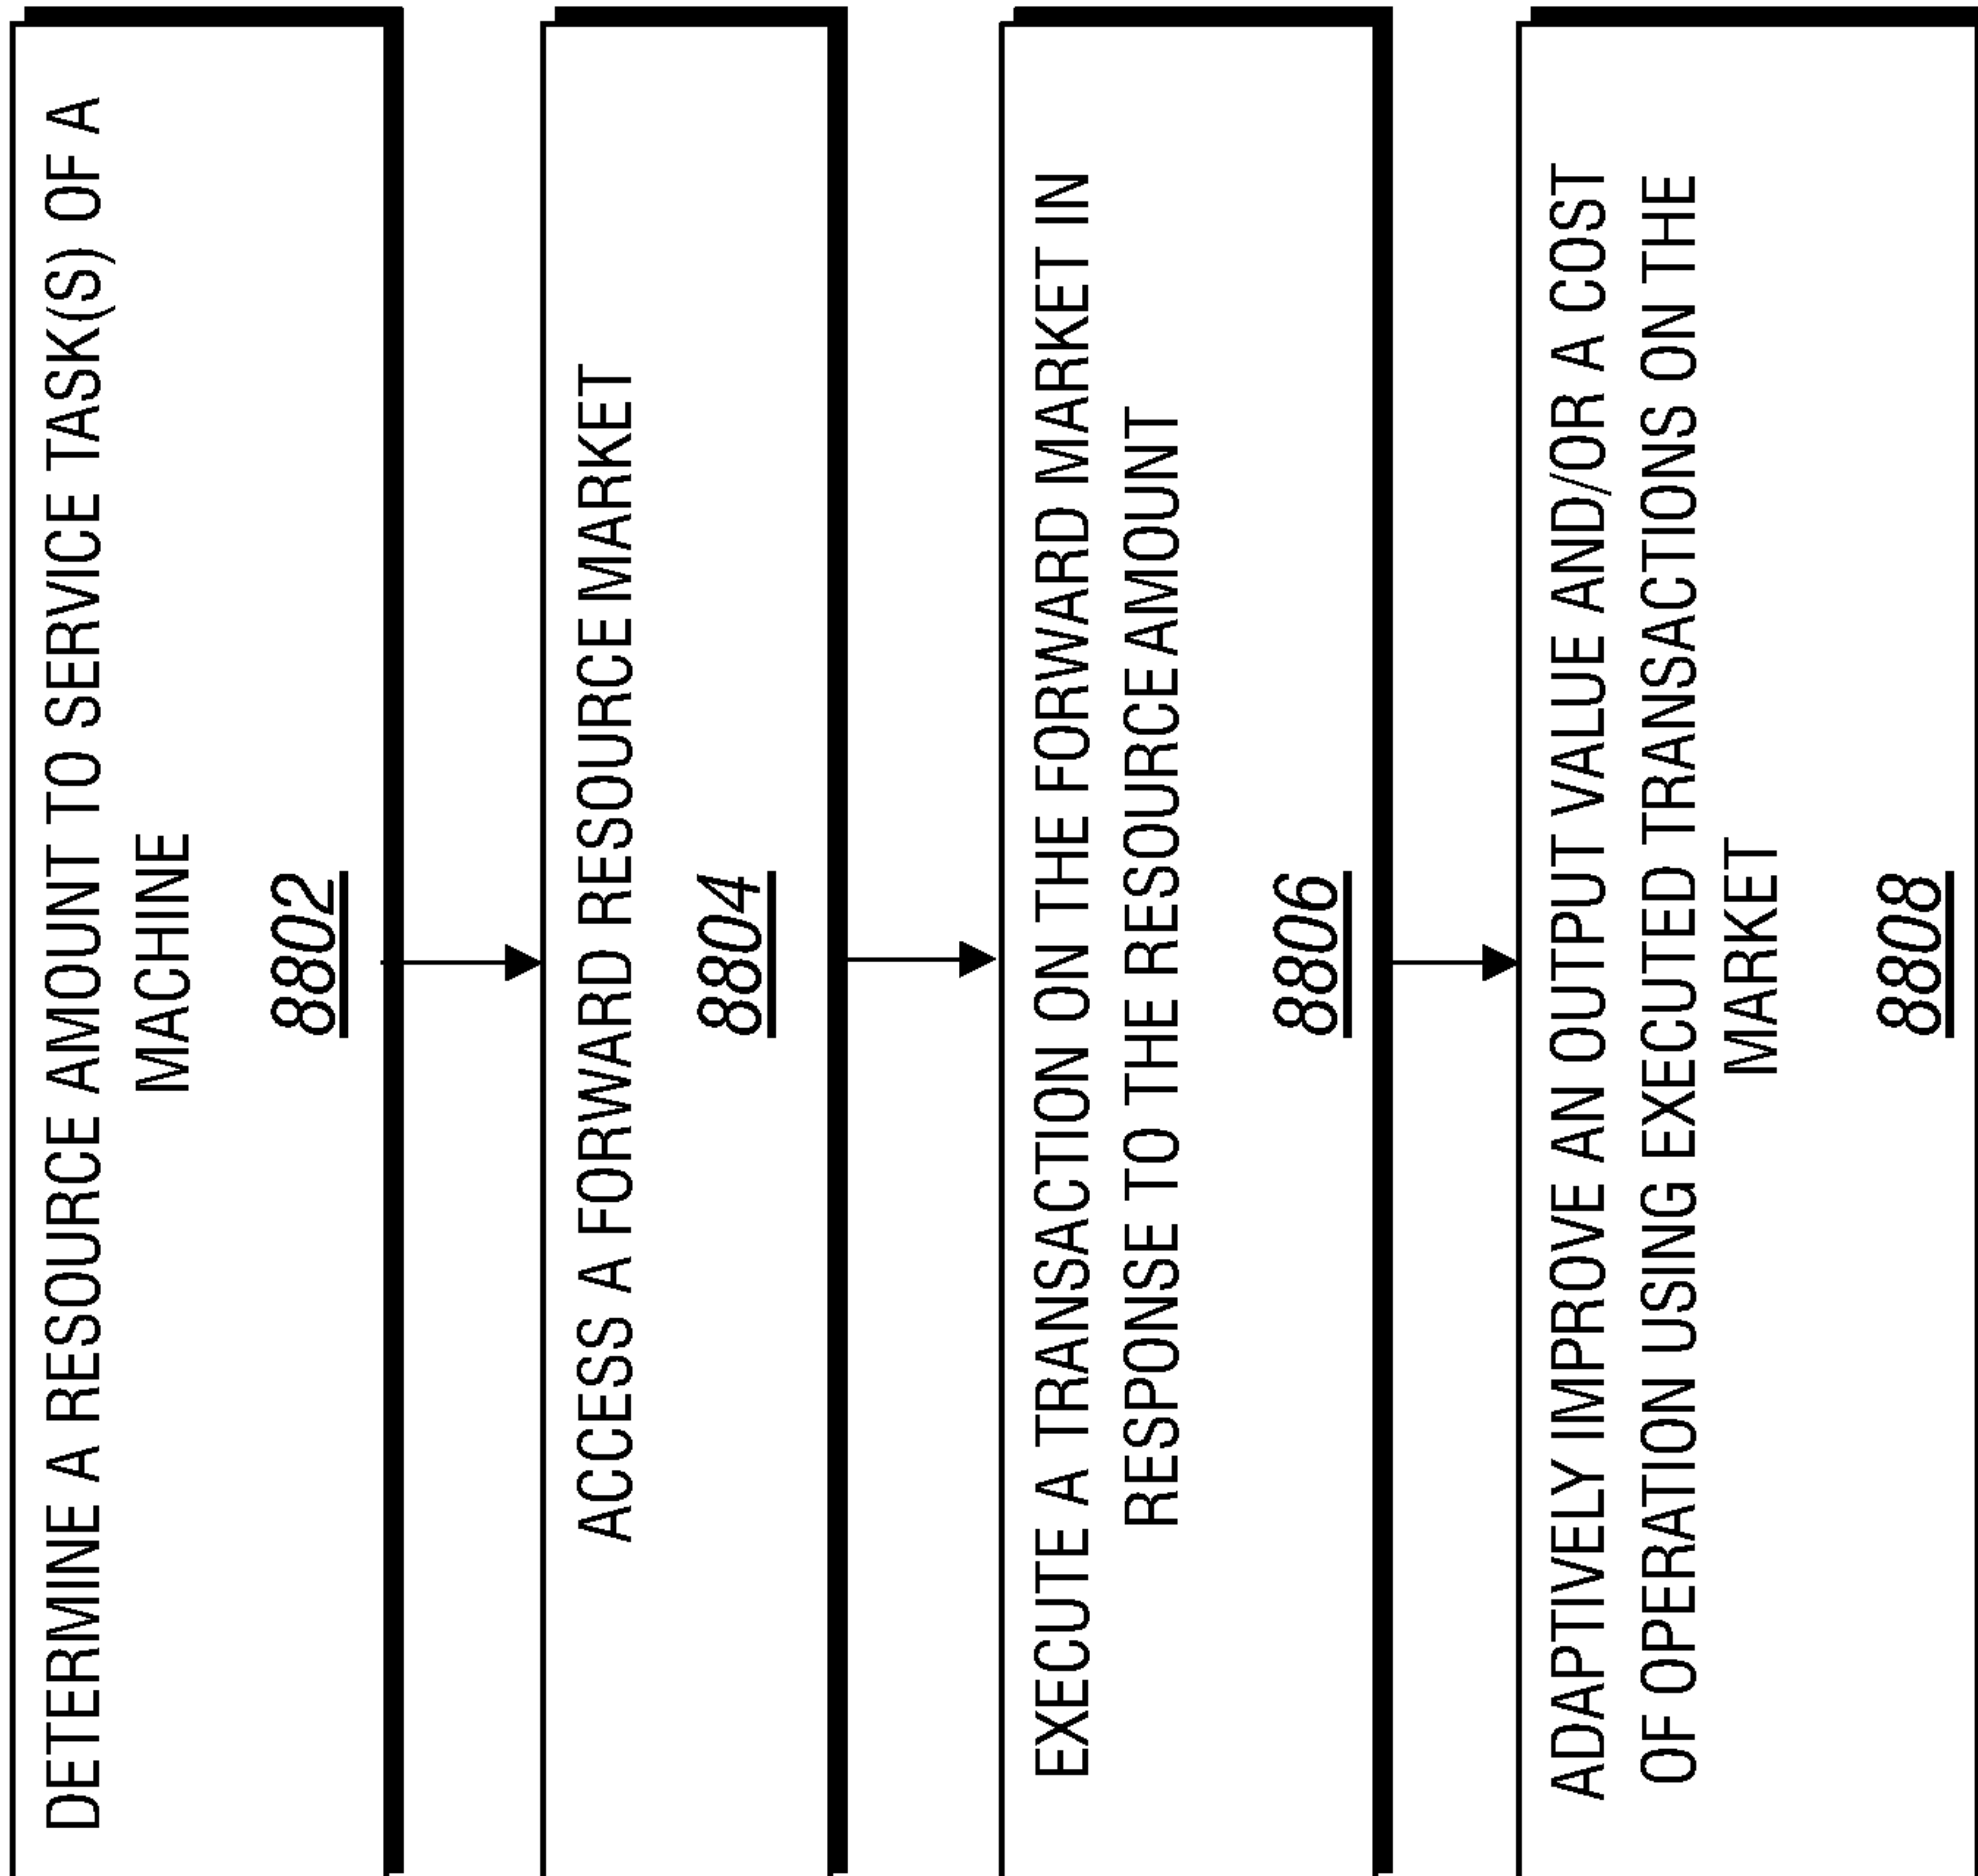 DETERMINE A RESOURCE AMOUNT TO SERVICE TASK(S) OF A
MACHINE
8802
ACCESS A FORWARD RESOURCE MARKET
8804
EXECUTE A TRANSACTION ON THE FORWARD MARKET IN
RESPONSE TO THE RESOURCE AMOUNT
8806
ADAPTIVELY IMPROVE AN OUTPUT VALUE AND/OR A COST
OF OPERATION USING EXECUTED TRANSACTIONS ON THE
MARKET
8808